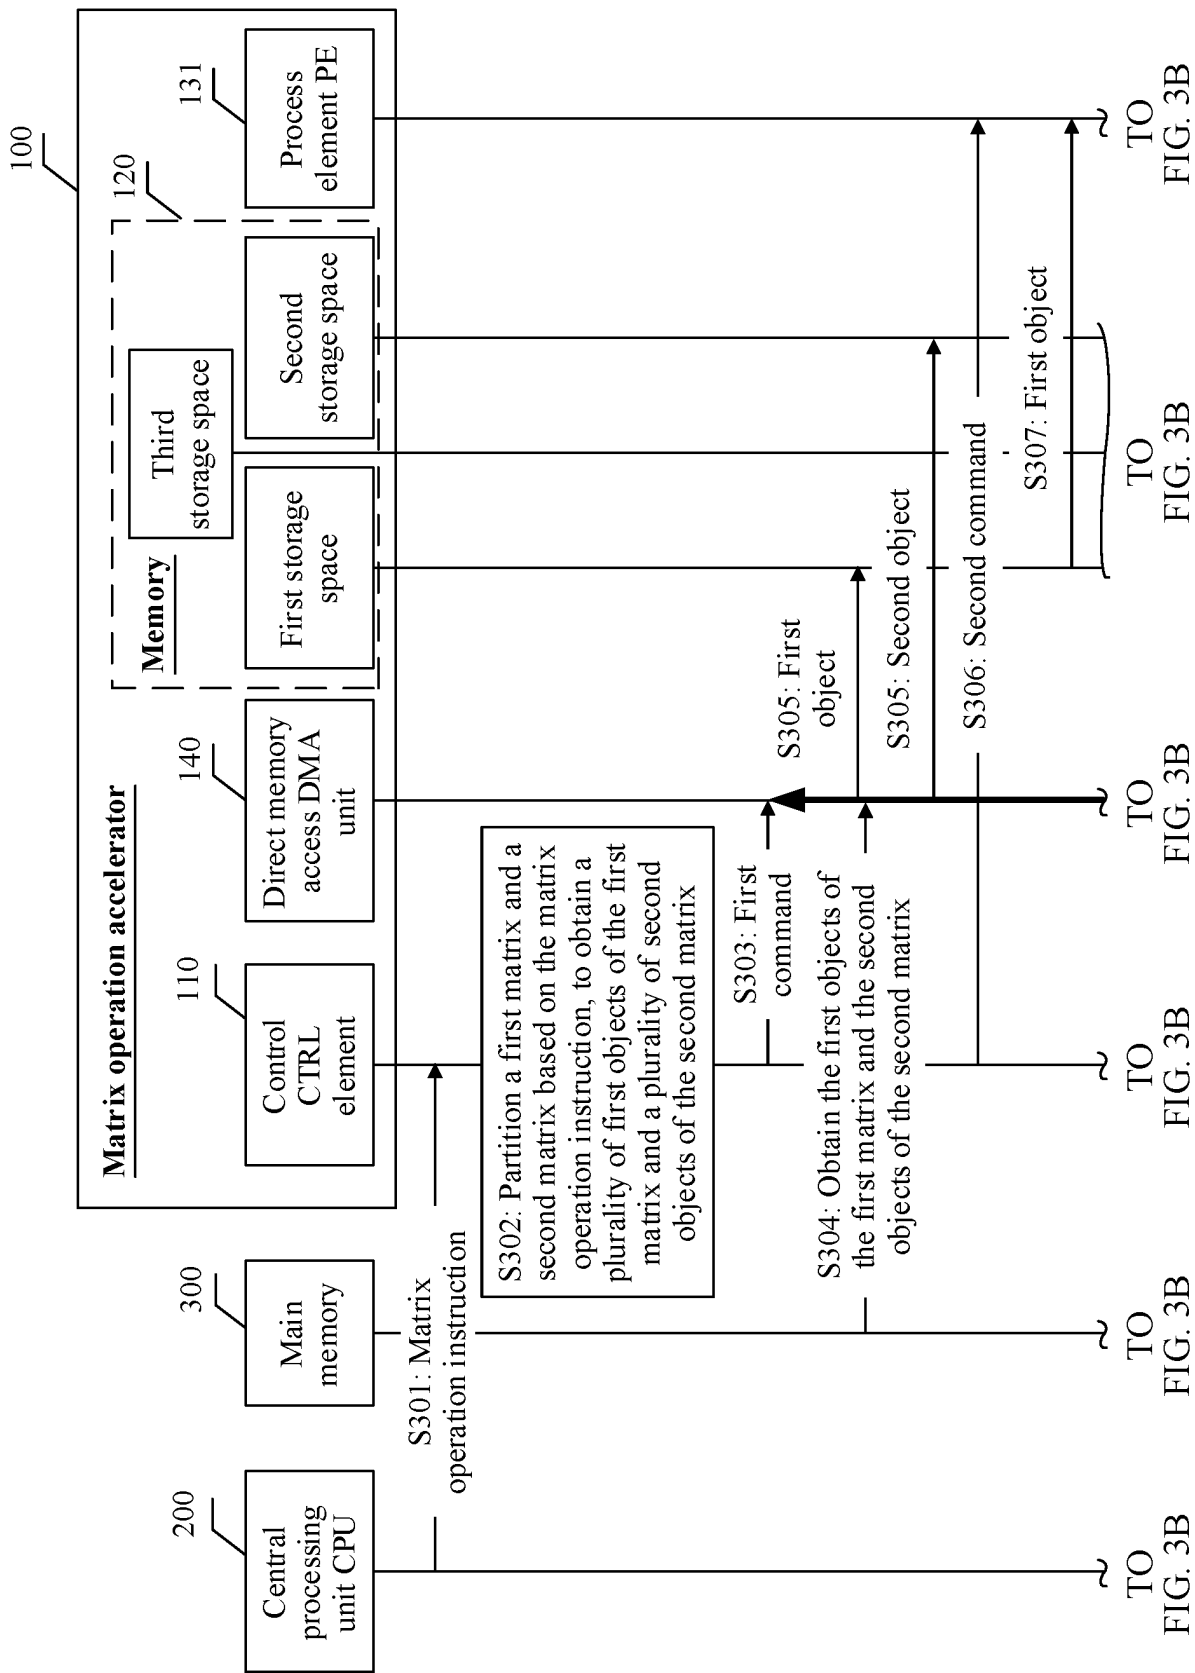 100
Matrix operation accelerator
120
Memory
Third
storage space
200
Central
processing
unit CPU
300
Main
memory
110
Control
CTRL
element
140
Direct memory
access DMA
unit
First storage
space
Second
storage space
131
Process
element PE
S301: Matrix
operation instruction
S302: Partition a first matrix and a
second matrix based on the matrix
operation instruction, to obtain a
plurality of first objects of the first
matrix and a plurality of second
objects of the second matrix
S303: First
command
S304: Obtain the first objects of
the first matrix and the second
objects of the second matrix
S305: First
object
S305: Second object
S306: Second command
S307: First object
TO
FIG. 3B
TO
FIG. 3B
TO
FIG. 3B
TO
FIG. 3B
TO
FIG. 3B
TO
FIG. 3B